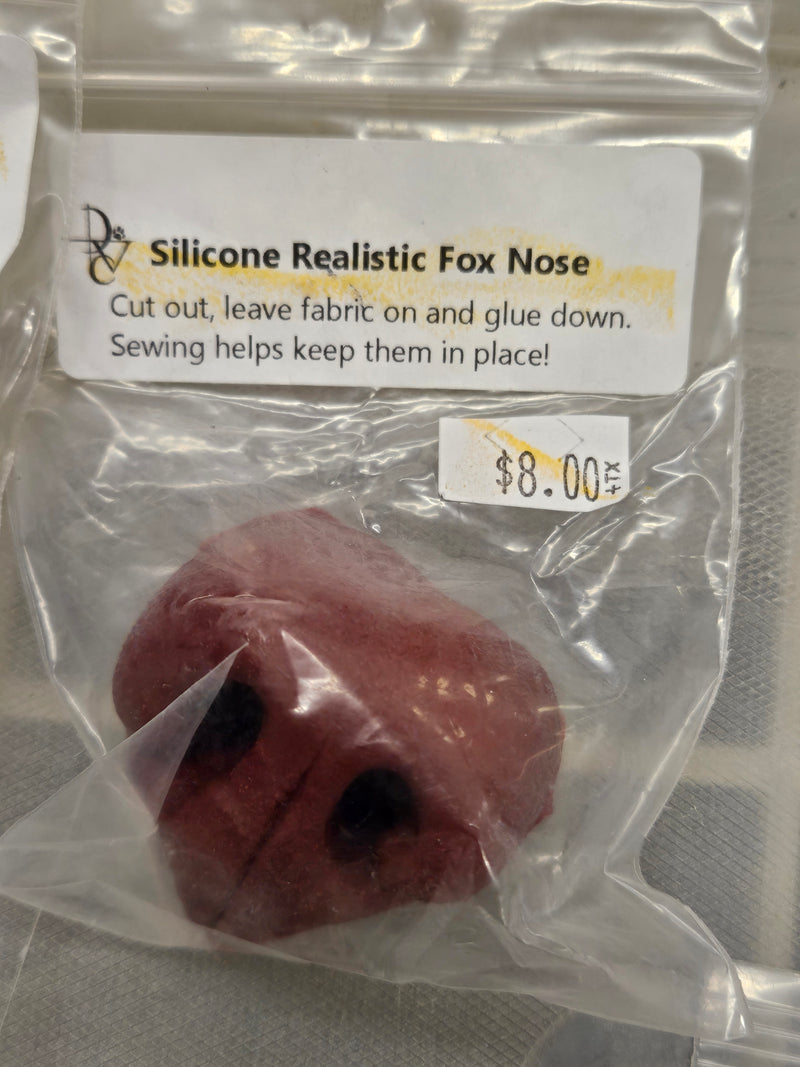 DVC
Silicone Realistic Fox Nose
Cut out, leave fabric on and glue down.
Sewing helps keep them in place!
$8.00+TX